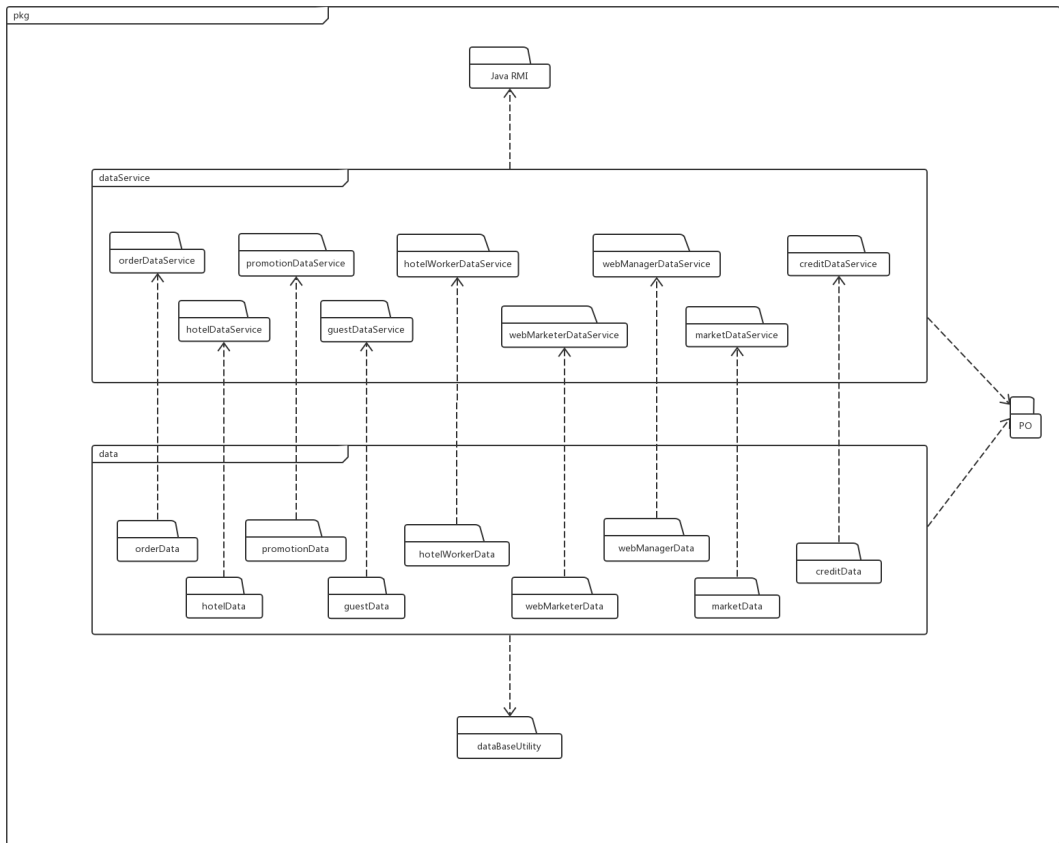 pkg
Java RMI
dataService
orderDataService
promotionDataService
hotelWorkerDataService
webManagerDataService
creditDataService
hotelDataService
guestDataService
webMarketerDataService
marketDataService
PO
data
orderData
promotionData
hotelWorkerData
webManagerData
creditData
hotelData
guestData
webMarketerData
marketData
dataBaseUtility